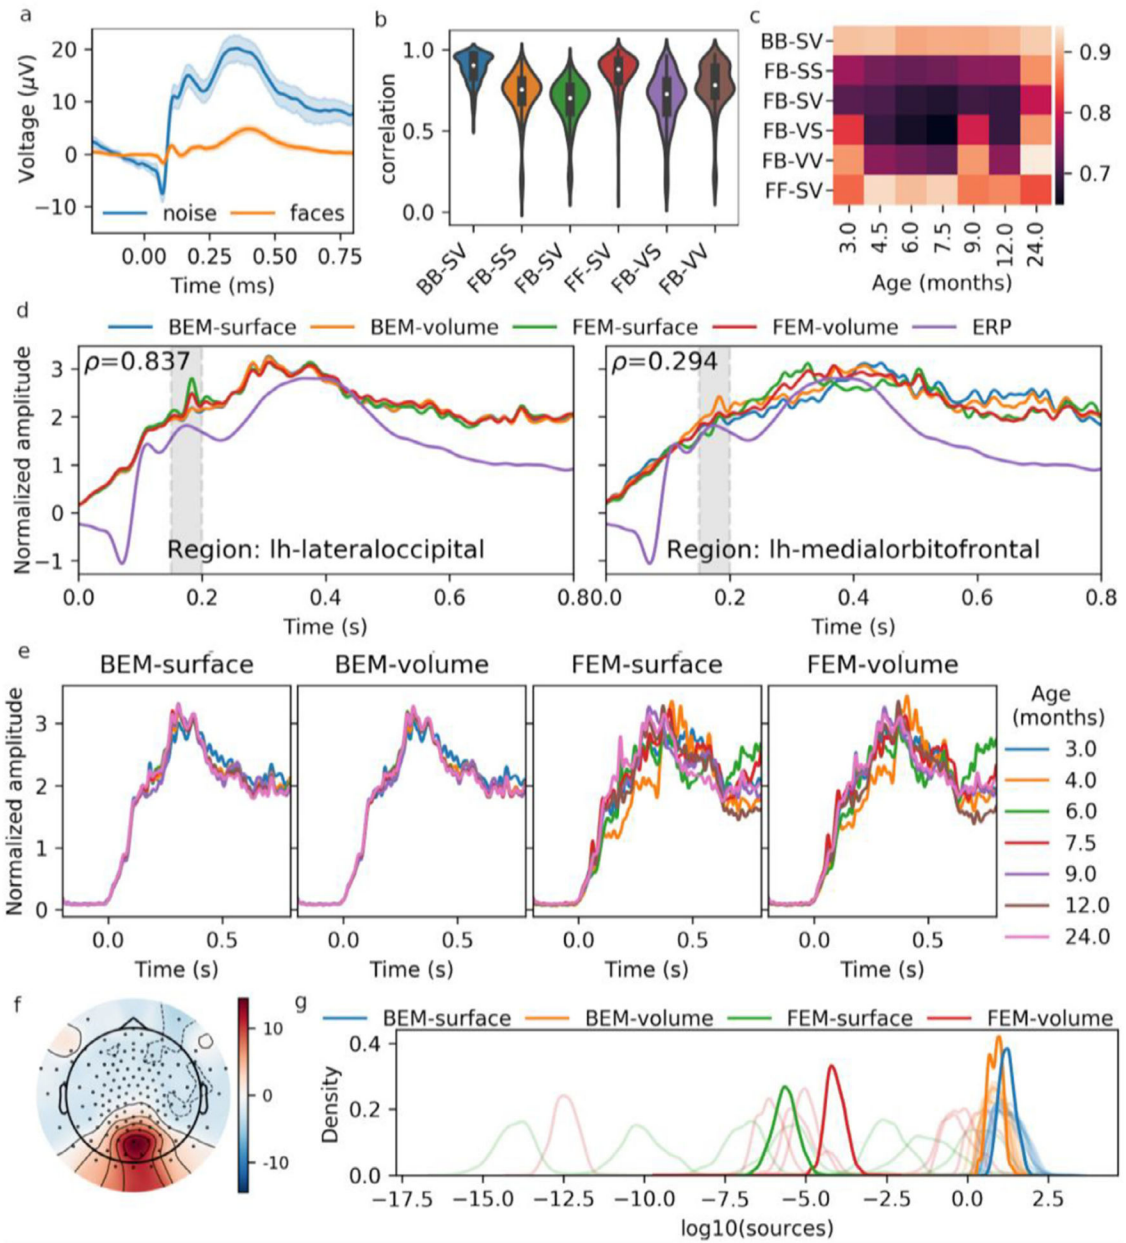 a
20
10
0
−10
Voltage (μV)
noise
faces
0.00 0.25 0.50 0.75
Time (ms)
b
1.0
0.5
0.0
correlation
BB-SV FB-SS FB-SV FF-SV FB-VS FB-VV
c
BB-SV
FB-SS
FB-SV
FB-VS
FB-VV
FF-SV
3.0 4.5 6.0 7.5 9.0 12.0 24.0
Age (months)
0.9
0.8
0.7
d
BEM-surface BEM-volume FEM-surface FEM-volume ERP
Normalized amplitude
3
2
1
0
−1
ρ=0.837
Region: lh-lateraloccipital
0.0 0.2 0.4 0.6 0.8
Time (s)
ρ=0.294
Region: lh-medialorbitofrontal
0.0 0.2 0.4 0.6 0.8
Time (s)
e
BEM-surface BEM-volume FEM-surface FEM-volume
Normalized amplitude
3
2
1
0
0.0 0.5 0.0 0.5 0.0 0.5 0.0 0.5
Time (s) Time (s) Time (s) Time (s)
Age
(months)
3.0
4.0
6.0
7.5
9.0
12.0
24.0
f
10
0
-10
g
BEM-surface BEM-volume FEM-surface FEM-volume
0.4
0.2
0.0
Density
−17.5 −15.0 −12.5 −10.0 −7.5 −5.0 −2.5 0.0 2.5
log10(sources)